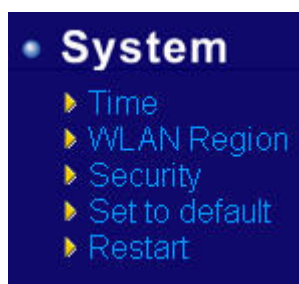 System
Time
WLAN Region
Security
Set to default
Restart